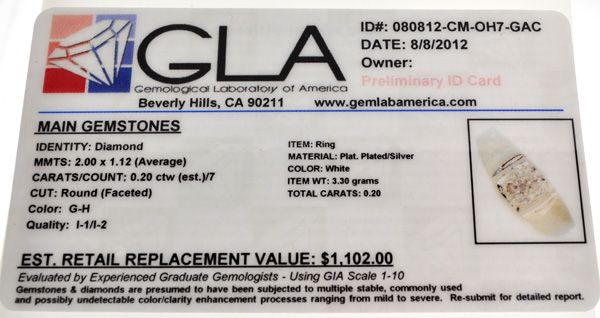 GLA
Gemological Laboratory of America
Beverly Hills, CA 90211 www.gemlabamerica.com
ID#: 080812-CM-OH7-GAC
DATE: 8/8/2012
Owner:
Preliminary ID Card
MAIN GEMSTONES
IDENTITY: Diamond
MMTS: 2.00 x 1.12 (Average)
CARATS/COUNT: 0.20 ctw (est.)/7
CUT: Round (Faceted)
Color: G-H
Quality: I-1/I-2
ITEM: Ring
MATERIAL: Plat. Plated/Silver
COLOR: White
ITEM WT: 3.30 grams
TOTAL CARATS: 0.20
EST. RETAIL REPLACEMENT VALUE: $1,102.00
Evaluated by Experienced Graduate Gemologists - Using GIA Scale 1-10
Gemstones & diamonds are presumed to have been subjected to multiple stable, commonly used
and possibly undetectable color/clarity enhancement processes ranging from mild to severe. Re-submit for detailed report.